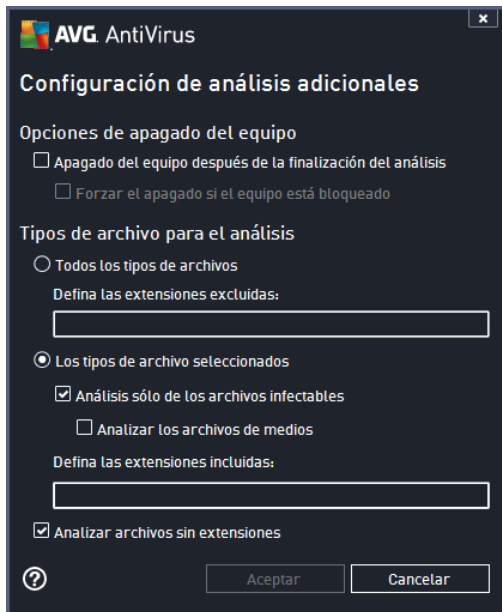 AVG. AntiVirus
x
Configuración de análisis adicionales
Opciones de apagado del equipo
Apagado del equipo después de la finalización del análisis
Forzar el apagado si el equipo está bloqueado
Tipos de archivo para el análisis
Todos los tipos de archivos
Defina las extensiones excluidas:
Los tipos de archivo seleccionados
Análisis sólo de los archivos infectables
Analizar los archivos de medios
Defina las extensiones incluidas:
Analizar archivos sin extensiones
? Aceptar Cancelar